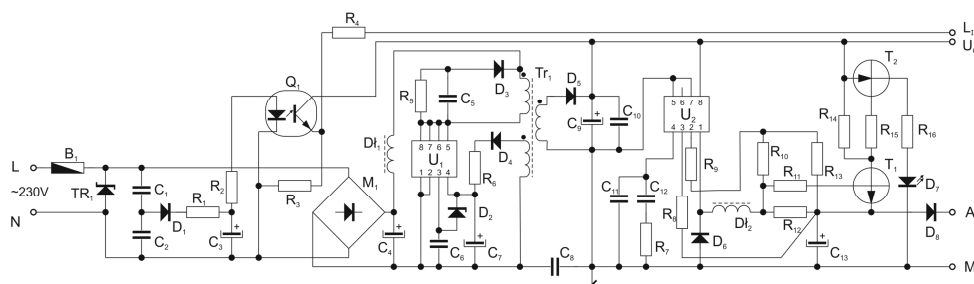 R4
L
U
Q1
Tr1
T2
D3
D5
R5
C5
C9
C10
5 6 7 8
U2
4 3 2 1
R14
R15
R16
Dł1
8 7 6 5
U1
1 2 3 4
D4
R6
R9
R10
R13
T1
L
B1
~230V
TR1
N
C1
R2
R1
D1
C2
C3
R3
M1
C4
D2
C6
C7
C8
C11
C12
R7
R8
D6
Dł2
R11
R12
C13
D7
D8
A
M